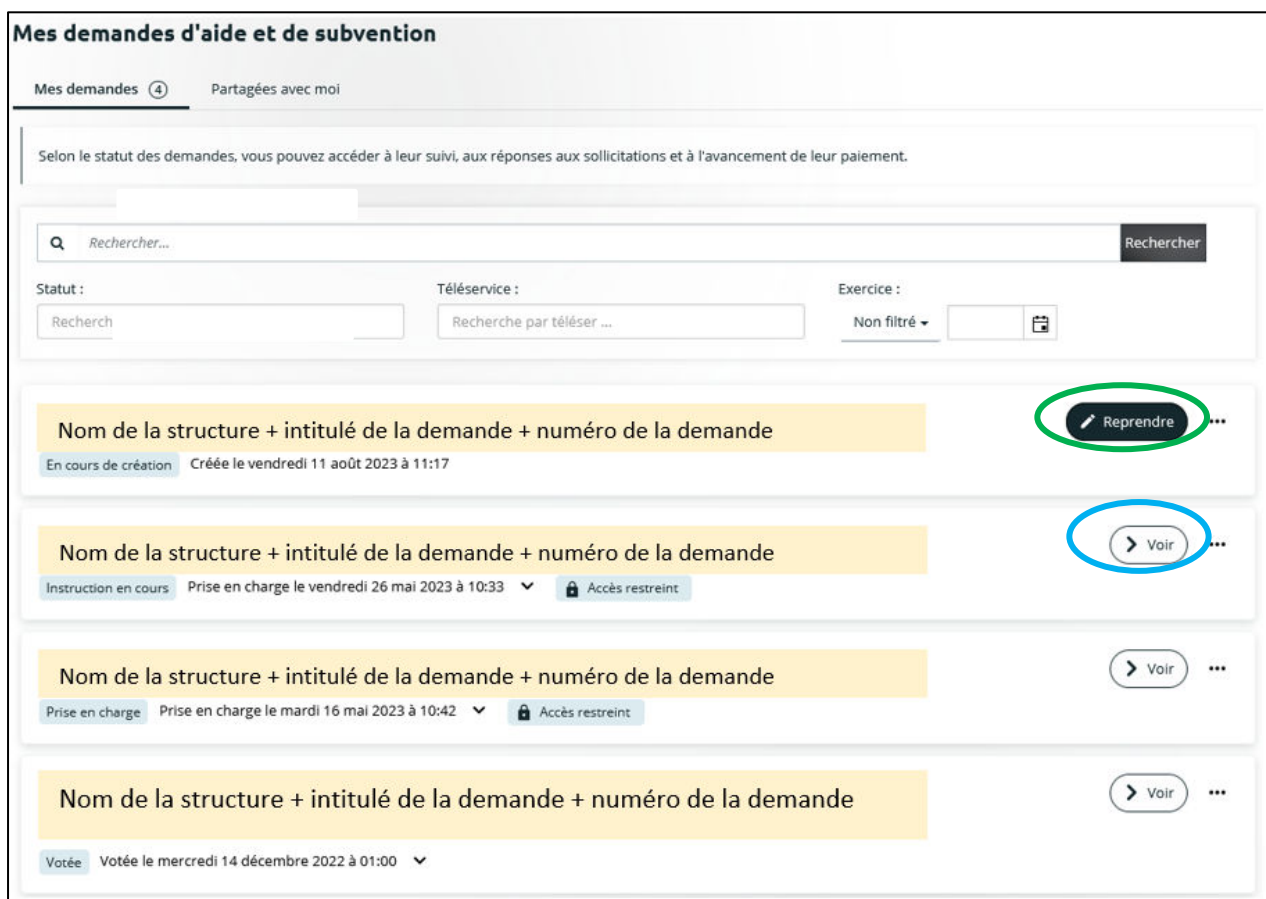 Mes demandes d'aide et de subvention
Mes demandes 4 Partagées avec moi
Selon le statut des demandes, vous pouvez accéder à leur suivi, aux réponses aux sollicitations et à l'avancement de leur paiement.
Rechercher... Rechercher
Statut : Téléservice : Exercice :
Recherch Recherche par téléser ... Non filtré
Nom de la structure + intitulé de la demande + numéro de la demande Reprendre ...
En cours de création Créée le vendredi 11 août 2023 à 11:17
Nom de la structure + intitulé de la demande + numéro de la demande Voir ...
Instruction en cours Prise en charge le vendredi 26 mai 2023 à 10:33 Accès restreint
Nom de la structure + intitulé de la demande + numéro de la demande Voir ...
Prise en charge Prise en charge le mardi 16 mai 2023 à 10:42 Accès restreint
Nom de la structure + intitulé de la demande + numéro de la demande Voir ...
Votée Votée le mercredi 14 décembre 2022 à 01:00